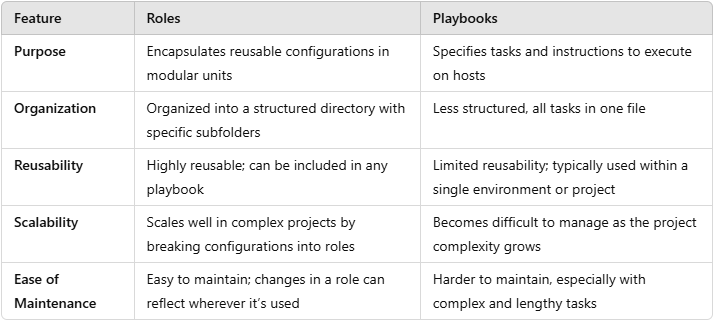 Feature Roles Playbooks
Purpose Encapsulates reusable configurations in Specifies tasks and instructions to execute
modular units on hosts
Organization Organized into a structured directory with Less structured, all tasks in one file
specific subfolders
Reusability Highly reusable; can be included in any Limited reusability; typically used within a
playbook single environment or project
Scalability Scales well in complex projects by Becomes difficult to manage as the project
breaking configurations into roles complexity grows
Ease of Easy to maintain; changes in a role can Harder to maintain, especially with
Maintenance reflect wherever it’s used complex and lengthy tasks